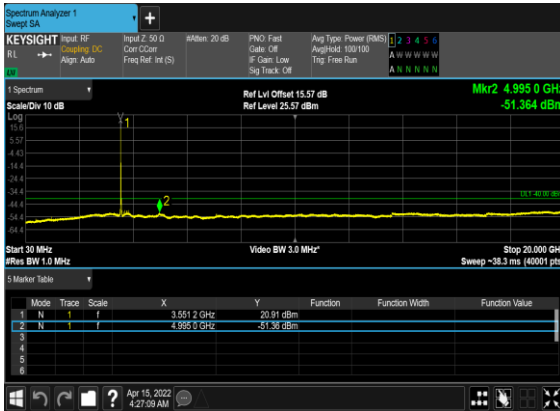 Spectrum Analyzer 1
Swept SA
+
KEYSIGHT
RL
Input: RF
Coupling: DC
Align: Auto
Input Z: 50 Ω
Corr CCorr
Freq Ref: Int (S)
#Atten: 20 dB
PNO: Fast
Gate: Off
IF Gain: Low
Sig Track: Off
Avg Type: Power (RMS)
Avg|Hold: 100/100
Trig: Free Run
1 2 3 4 5 6
A W W W W W
A N N N N N
1 Spectrum
Scale/Div 10 dB
Ref Lvl Offset 15.57 dB
Ref Level 25.57 dBm
Mkr2 4.995 0 GHz
-51.364 dBm
Log
15.6
5.57
-4.43
-14.4
-24.4
-34.4
-44.4
-54.4
-64.4
1
2
DL1 -40.00 dBm
Start 30 MHz
#Res BW 1.0 MHz
Video BW 3.0 MHz*
Stop 20.000 GHz
Sweep ~38.3 ms (40001 pts)
5 Marker Table
Mode Trace Scale X Y Function Function Width Function Value
1 N 1 f 3.551 2 GHz 20.91 dBm
2 N 1 f 4.995 0 GHz -51.36 dBm
3
4
5
6
?
Apr 15, 2022
4:27:09 AM